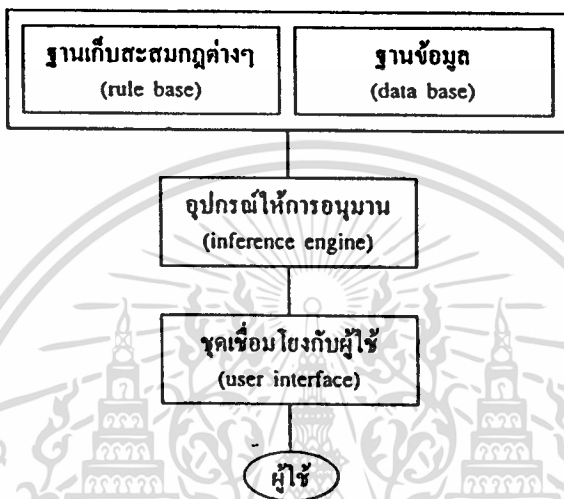 ฐานเก็บสะสมกฎต่างๆ
(rule base)
ฐานข้อมูล
(data base)
อุปกรณ์ให้การอนุมาน
(inference engine)
ชุดเชื่อมโยงกับผู้ใช้
(user interface)
ผู้ใช้